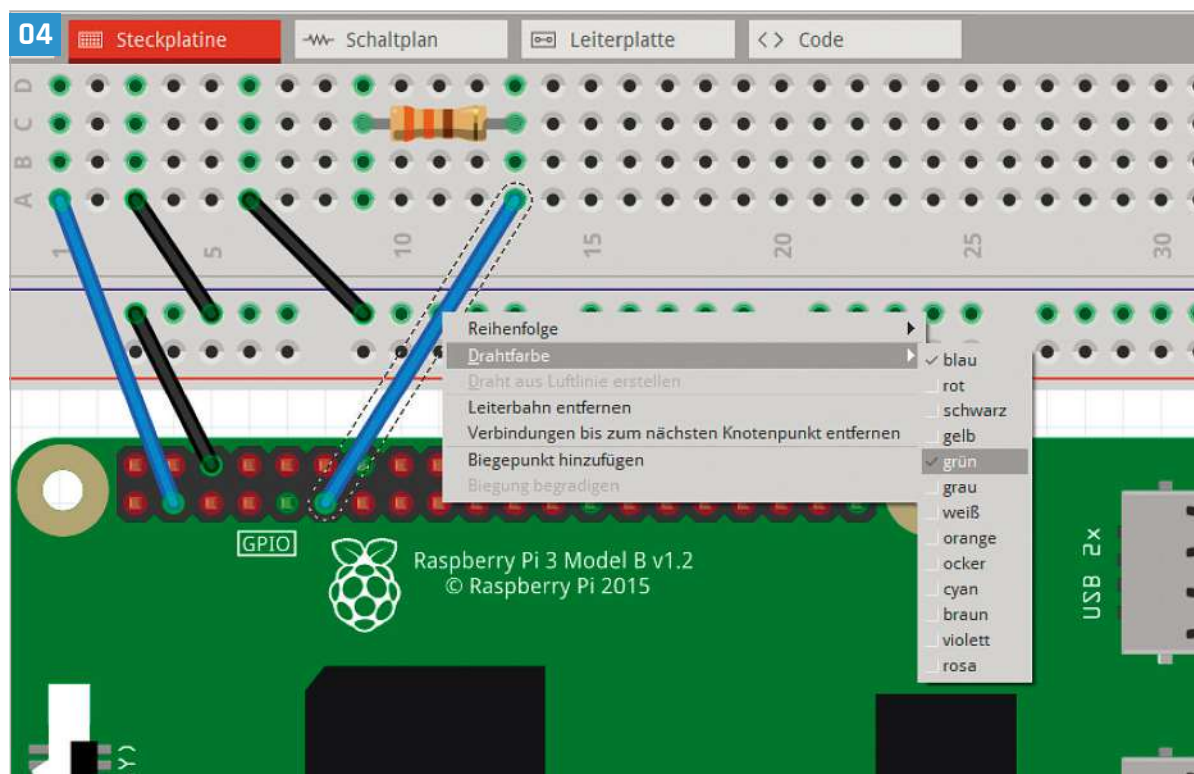 04
Steckplatine
Schaltplan
Leiterplatte
<> Code
D
C
B
A
1
5
10
15
20
25
30
Reihenfolge
Drahtfarbe
Draht aus Luftlinie erstellen
Leiterbahn entfernen
Verbindungen bis zum nächsten Knotenpunkt entfernen
Biegepunkt hinzufügen
Biegung begradigen
blau
rot
schwarz
gelb
grün
grau
weiß
orange
ocker
cyan
braun
violett
rosa
GPIO
Raspberry Pi 3 Model B v1.2
© Raspberry Pi 2015
USB 2x